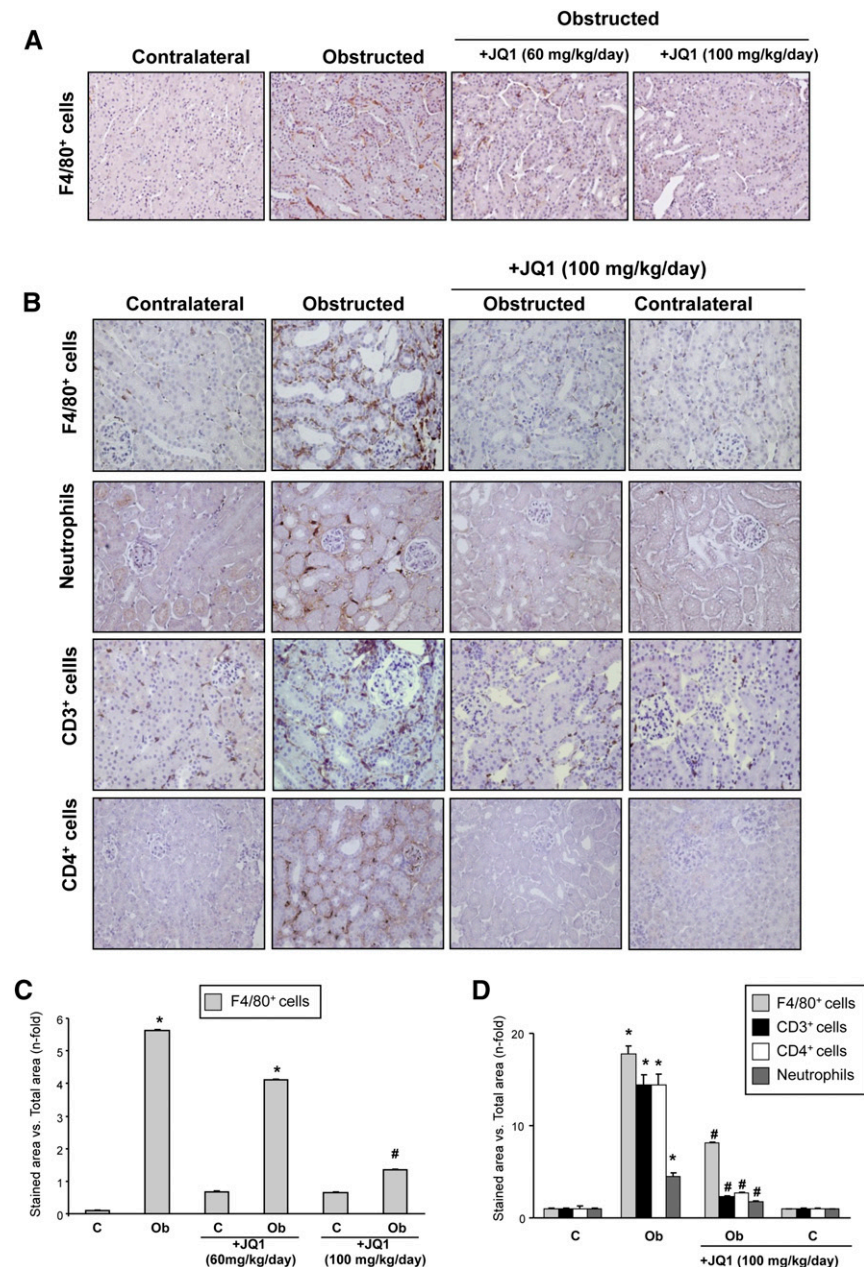 A
Obstructed
Contralateral Obstructed +JQ1 (60 mg/kg/day) +JQ1 (100 mg/kg/day)
F4/80+ cells
B
+JQ1 (100 mg/kg/day)
Contralateral Obstructed Obstructed Contralateral
F4/80+ cells
Neutrophils
CD3+ cellls
CD4+ cells
C
F4/80+ cells
Stained area vs. Total area (n-fold)
6
5
4
3
2
1
0
* * #
C Ob C Ob C Ob
+JQ1 +JQ1
(60mg/kg/day) (100 mg/kg/day)
D
F4/80+ cells
CD3+ cells
CD4+ cells
Neutrophils
Stained area vs. Total area (n-fold)
20
10
0
* * * *
# # # #
C Ob Ob C
+JQ1 (100 mg/kg/day)